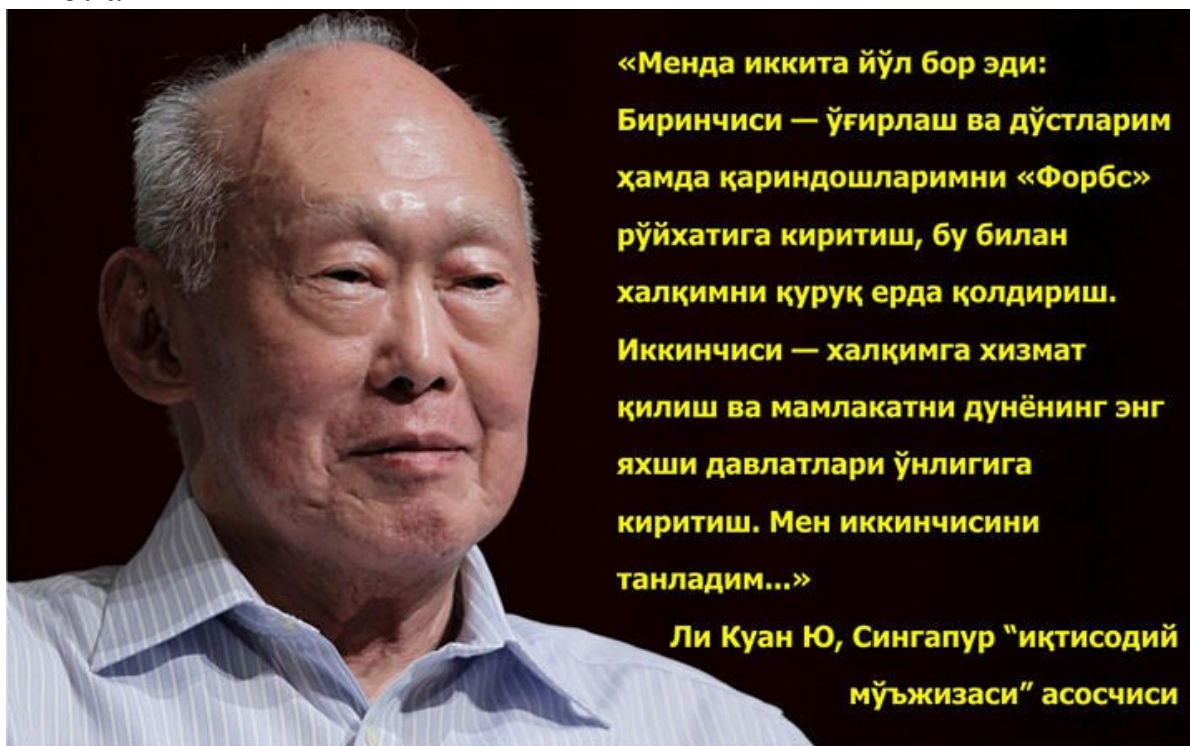 «Менда иккита йўл бор эди:
Биринчиси — ўғирлаш ва дўстларим
ҳамда қариндошларимни «Форбс»
рўйхатига киритиш, бу билан
халқимни қуруқ ерда қолдириш.
Иккинчиси — халқимга хизмат
қилиш ва мамлакатни дунёнинг энг
яхши давлатлари ўнлигига
киритиш. Мен иккинчисини
танладим...»
Ли Куан Ю, Сингапур “иқтисодий
мўъжизаси” асосчиси